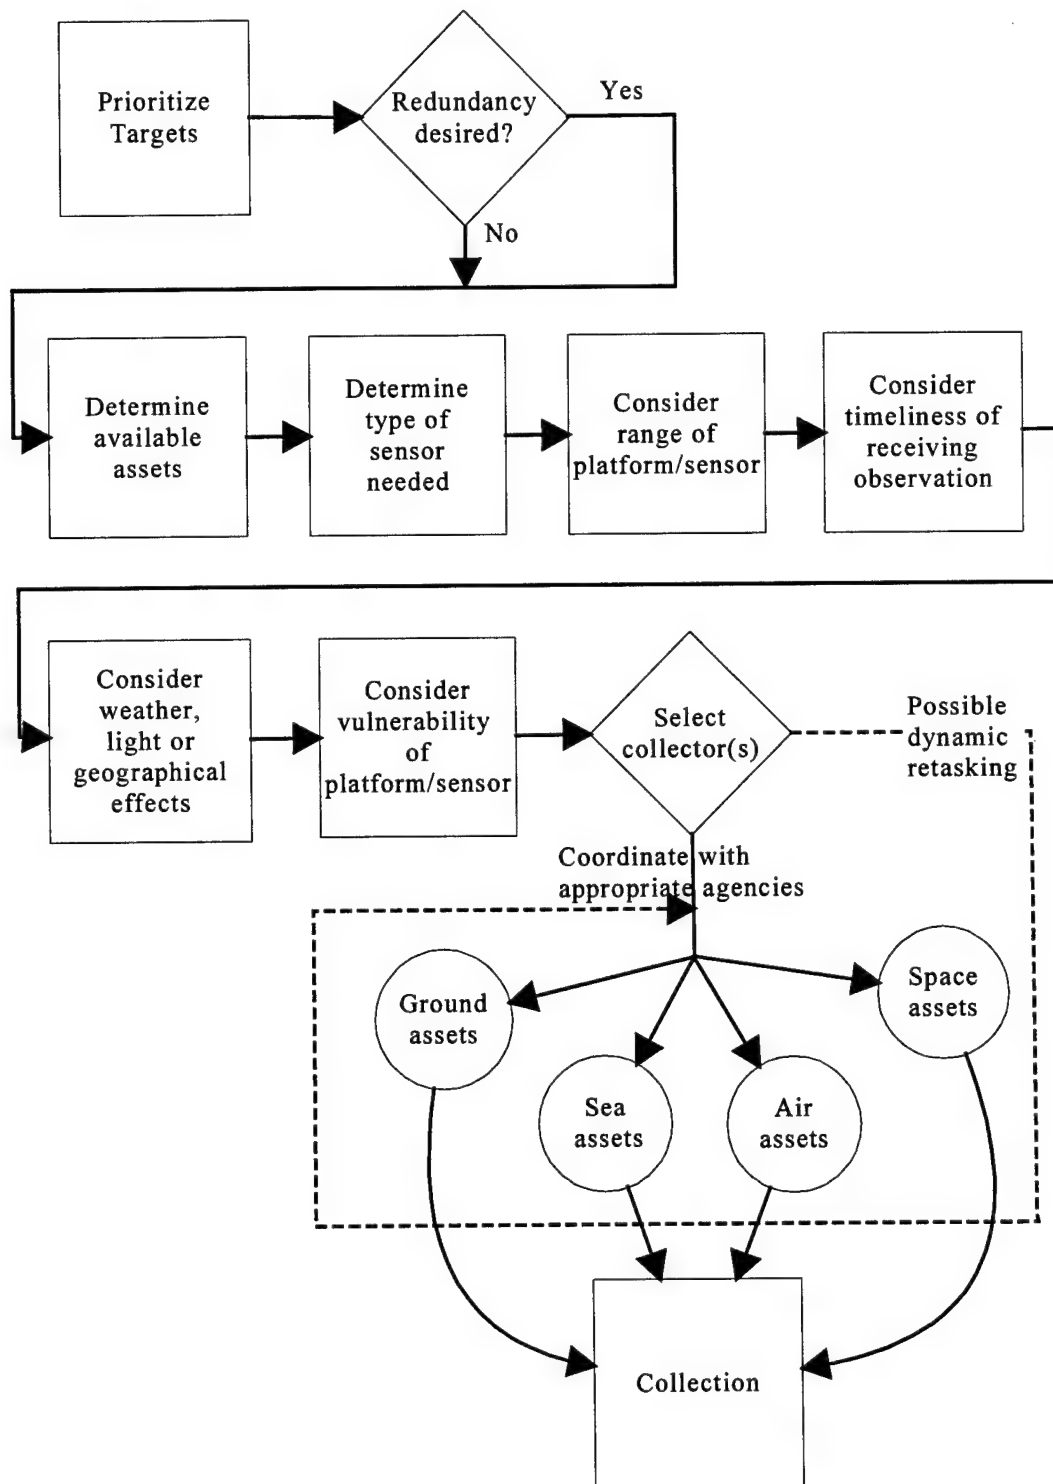 Prioritize
Targets
Redundancy
desired?
Yes
No
Determine
available
assets
Determine
type of
sensor
needed
Consider
range of
platform/sensor
Consider
timeliness of
receiving
observation
Consider
weather,
light or
geographical
effects
Consider
vulnerability
of
platform/sensor
Select
collector(s)
Possible
dynamic
retasking
Coordinate with
appropriate agencies
Ground
assets
Sea
assets
Air
assets
Space
assets
Collection